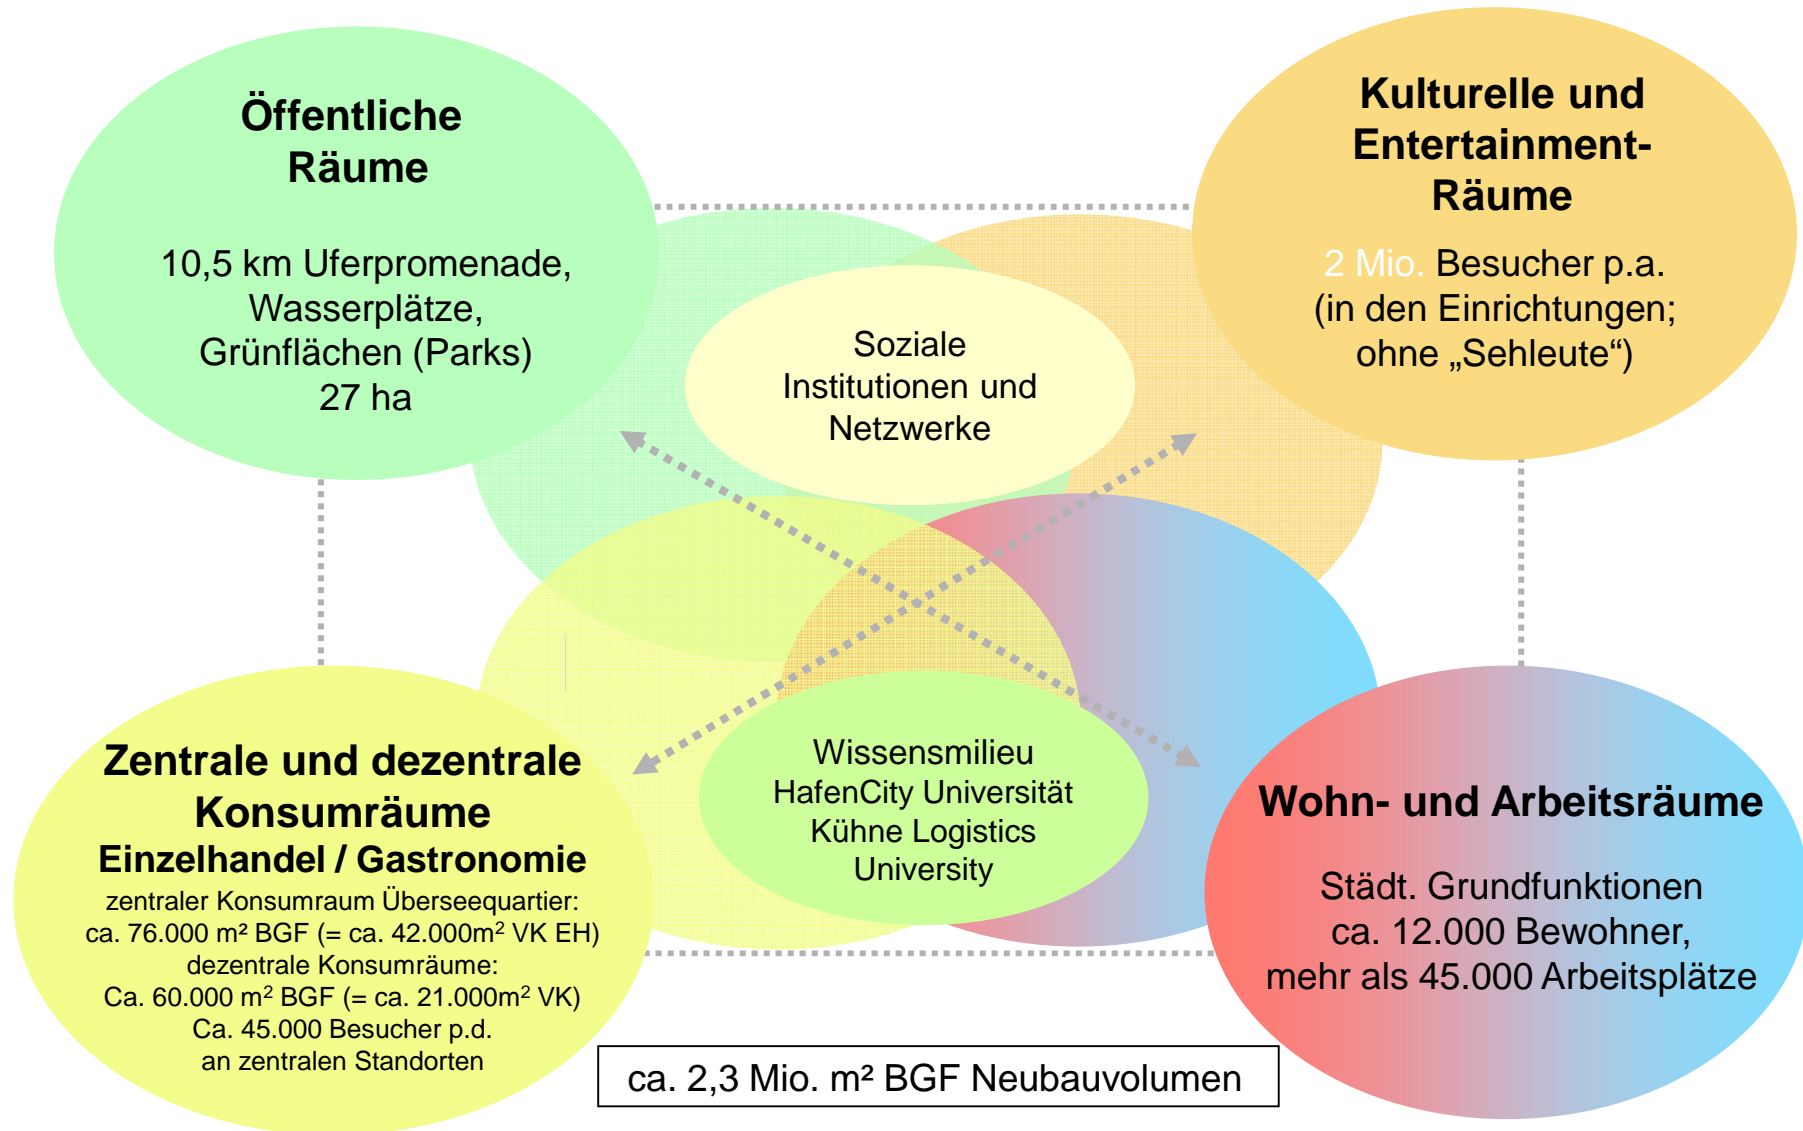 Öffentliche
Räume
10,5 km Uferpromenade,
Wasserplätze,
Grünflächen (Parks)
27 ha
Kulturelle und
Entertainment-
Räume
2 Mio. Besucher p.a.
(in den Einrichtungen;
ohne „Sehleute“)
Soziale
Institutionen und
Netzwerke
Zentrale und dezentrale
Konsumräume
Einzelhandel / Gastronomie
zentraler Konsumraum Überseequartier:
ca. 76.000 m² BGF (= ca. 42.000m² VK EH)
dezentrale Konsumräume:
Ca. 60.000 m² BGF (= ca. 21.000m² VK)
Ca. 45.000 Besucher p.d.
an zentralen Standorten
Wissensmilieu
HafenCity Universität
Kühne Logistics
University
Wohn- und Arbeitsräume
Städt. Grundfunktionen
ca. 12.000 Bewohner,
mehr als 45.000 Arbeitsplätze
ca. 2,3 Mio. m² BGF Neubauvolumen